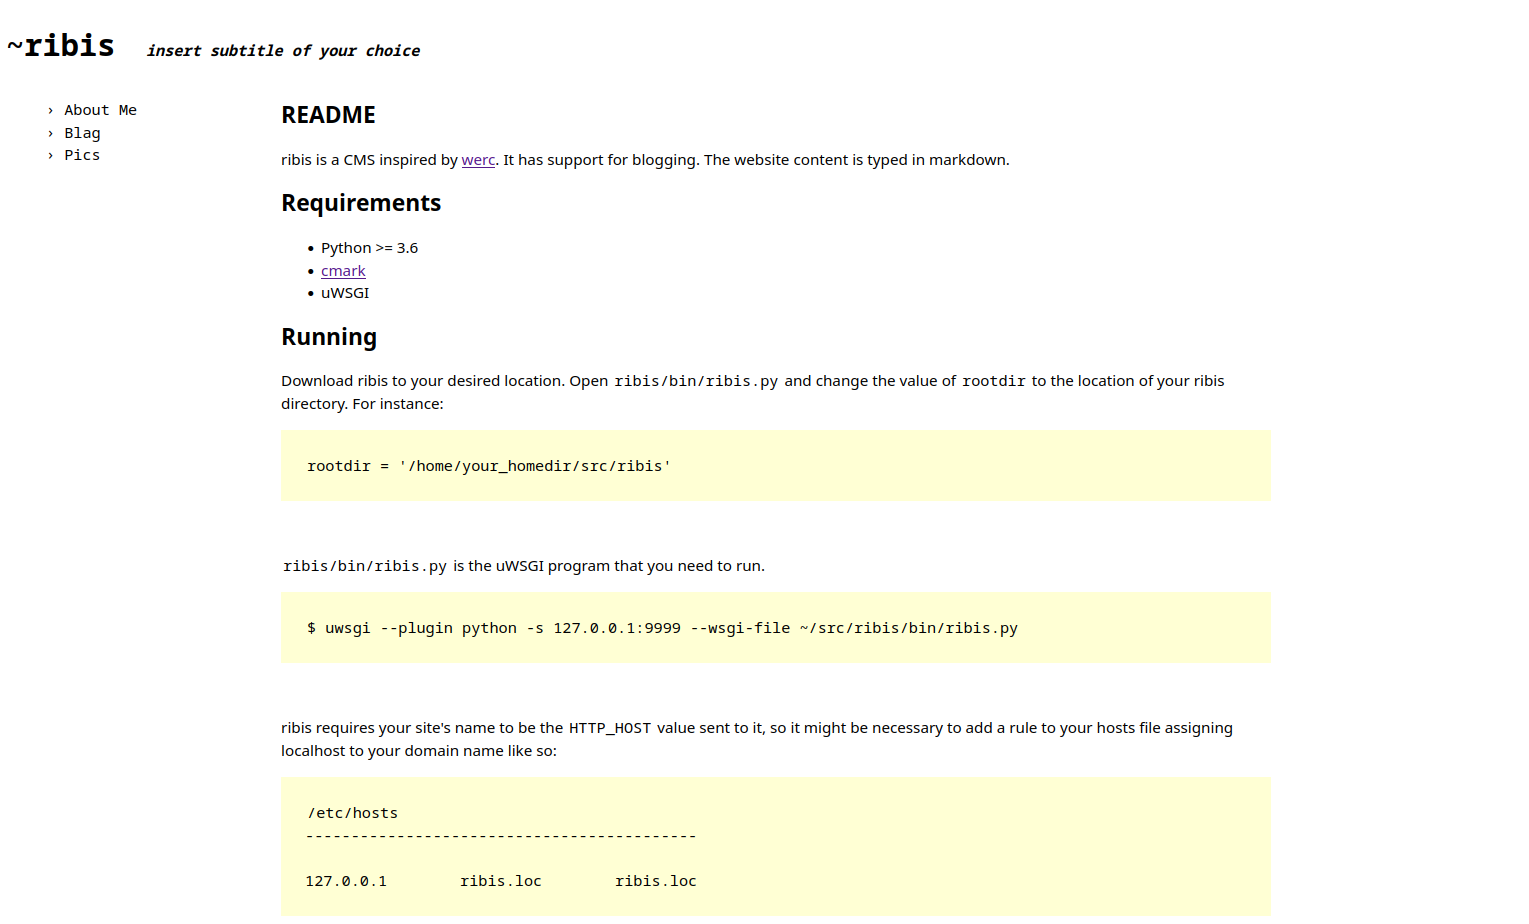 ~ribis insert subtitle of your choice
› About Me
› Blag
› Pics
README
ribis is a CMS inspired by werc. It has support for blogging. The website content is typed in markdown.
Requirements
• Python >= 3.6
• cmark
• uWSGI
Running
Download ribis to your desired location. Open ribis/bin/ribis.py and change the value of rootdir to the location of your ribis
directory. For instance:
rootdir = '/home/your_homedir/src/ribis'
ribis/bin/ribis.py is the uWSGI program that you need to run.
$ uwsgi --plugin python -s 127.0.0.1:9999 --wsgi-file ~/src/ribis/bin/ribis.py
ribis requires your site's name to be the HTTP_HOST value sent to it, so it might be necessary to add a rule to your hosts file assigning
localhost to your domain name like so:
/etc/hosts
-------------------------------------------
127.0.0.1        ribis.loc        ribis.loc